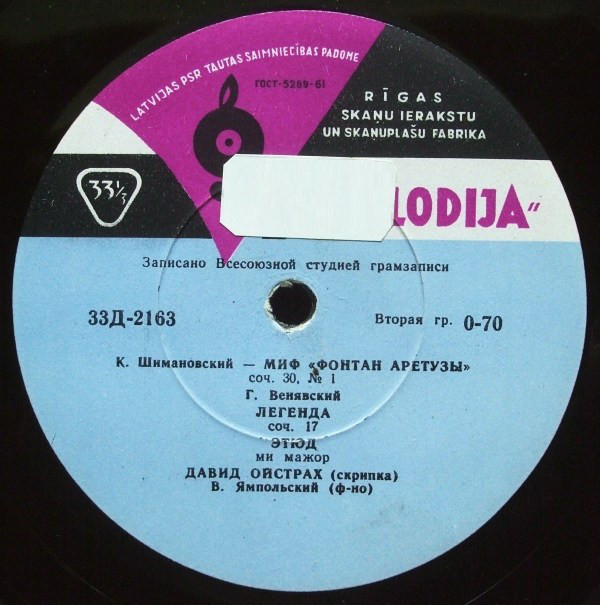 LATVIJAS PSR TAUTAS SAIMNIECĪBAS PADOME
ГОСТ-5289-61
RĪGAS
SKAŅU IERAKSTU
UN SKAŅUPLAŠU FABRIKA
33⅓
LODIJA"
Записано Всесоюзной студией грамзаписи
33Д-2163
Вторая гр. 0-70
К. Шимановский — МИФ «ФОНТАН АРЕТУЗЫ»
соч. 30, № 1
Г. Венявский
ЛЕГЕНДА
соч. 17
ЭТЮД
ми мажор
ДАВИД ОЙСТРАХ (скрипка)
В. Ямпольский (ф-но)